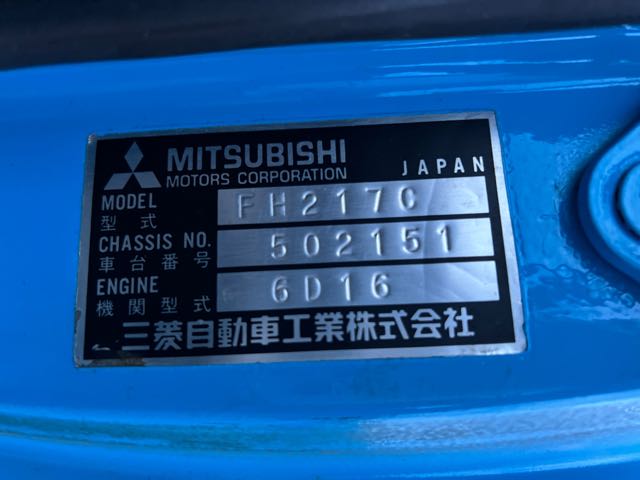 MITSUBISHI
MOTORS CORPORATION JAPAN
MODEL FH217C
型式
CHASSIS NO. 502151
車台番号
ENGINE 6D16
機関型式
三菱自動車工業株式会社